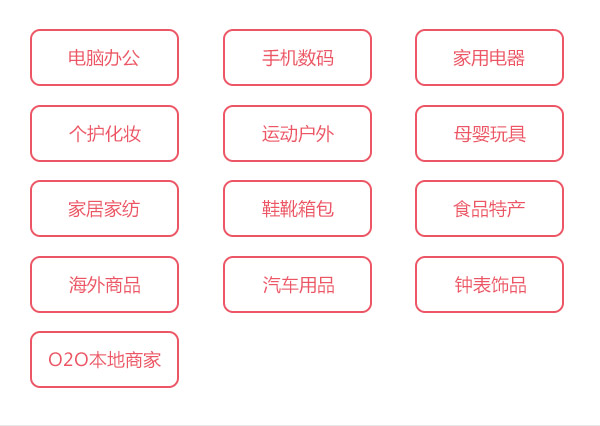 电脑办公
手机数码
家用电器
个护化妆
运动户外
母婴玩具
家居家纺
鞋靴箱包
食品特产
海外商品
汽车用品
钟表饰品
O2O本地商家